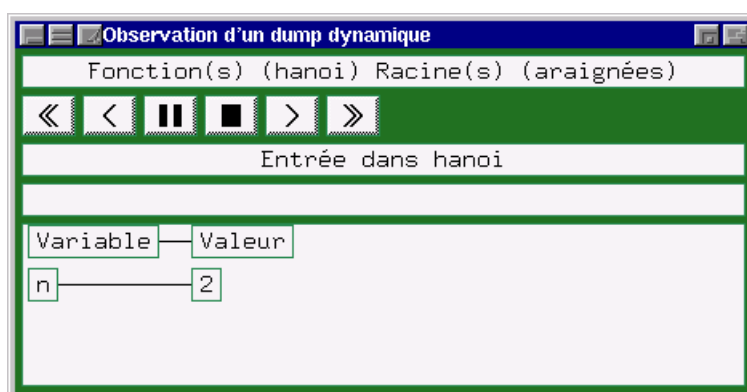 Observation d'un dump dynamique
Fonction(s) (hanoi) Racine(s) (araignées)
Entrée dans hanoi
Variable Valeur
n 2